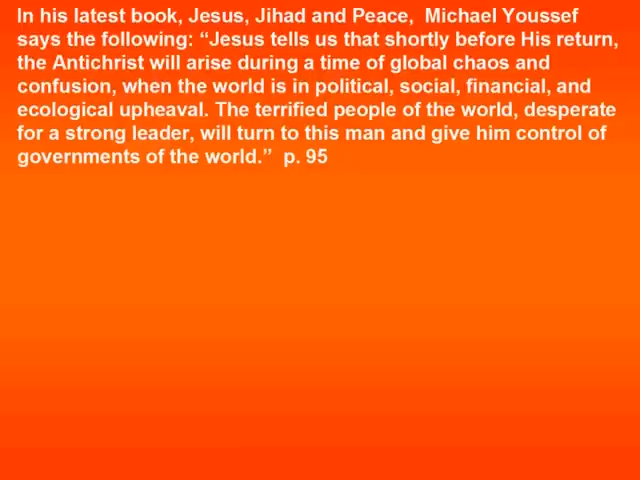 In his latest book, Jesus, Jihad and Peace,  Michael Youssef
says the following: “Jesus tells us that shortly before His return,
the Antichrist will arise during a time of global chaos and
confusion, when the world is in political, social, financial, and
ecological upheaval. The terrified people of the world, desperate
for a strong leader, will turn to this man and give him control of
governments of the world.”  p. 95